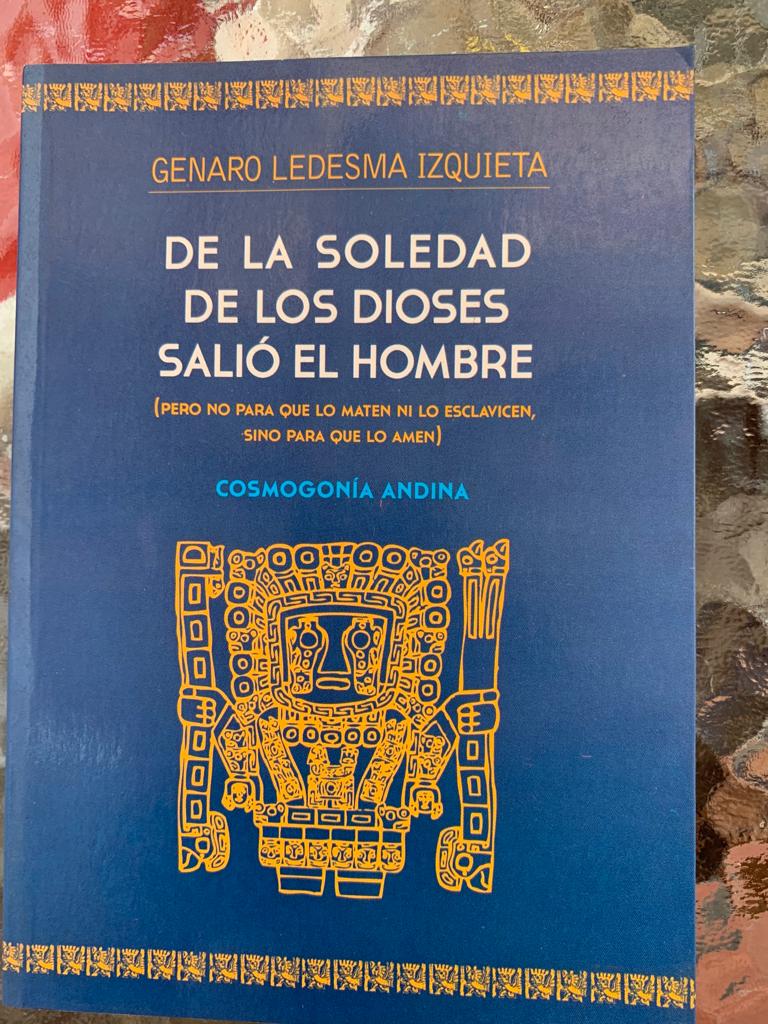 GENARO LEDESMA IZQUIETA
DE LA SOLEDAD
DE LOS DIOSES
SALIÓ EL HOMBRE
(PERO NO PARA QUE LO MATEN NI LO ESCLAVICEN,
SINO PARA QUE LO AMEN)
COSMOGONÍA ANDINA